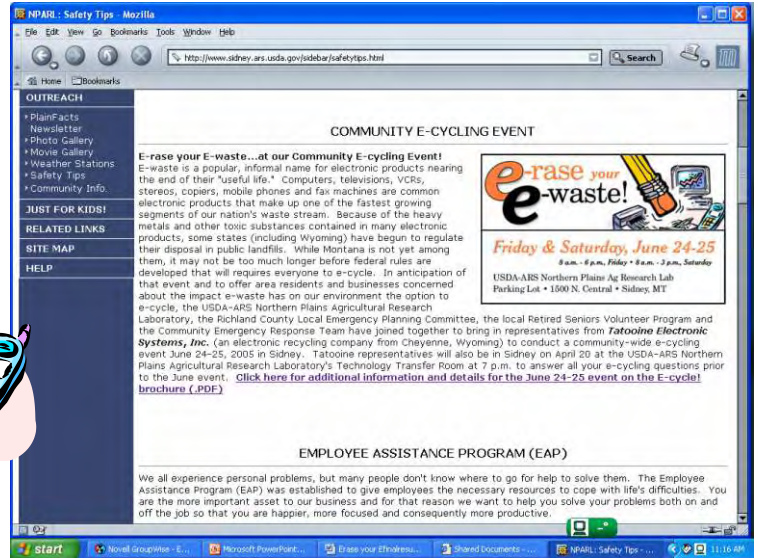 NPARL: Safety Tips - Mozilla
File Edit View Go Bookmarks Tools Window Help
http://www.sidney.ars.usda.gov/sidebar/safetytips.html
Search
Home Bookmarks
OUTREACH
PlainFacts
Newsletter
Photo Gallery
Movie Gallery
Weather Stations
Safety Tips
Community Info.
JUST FOR KIDS!
RELATED LINKS
SITE MAP
HELP
COMMUNITY E-CYCLING EVENT
E-rase your E-waste...at our Community E-cycling Event!
E-waste is a popular, informal name for electronic products nearing
the end of their "useful life." Computers, televisions, VCRs,
stereos, copiers, mobile phones and fax machines are common
electronic products that make up one of the fastest growing
segments of our nation's waste stream. Because of the heavy
metals and other toxic substances contained in many electronic
products, some states (including Wyoming) have begun to regulate
their disposal in public landfills. While Montana is not yet among
them, it may not be too much longer before federal rules are
developed that will requires everyone to e-cycle. In anticipation of
that event and to offer area residents and businesses concerned
about the impact e-waste has on our environment the option to
e-cycle, the USDA-ARS Northern Plains Agricultural Research
Laboratory, the Richland County Local Emergency Planning Committee, the local Retired Seniors Volunteer Program and
the Community Emergency Response Team have joined together to bring in representatives from Tatooine Electronic
Systems, Inc. (an electronic recycling company from Cheyenne, Wyoming) to conduct a community-wide e-cycling
event June 24-25, 2005 in Sidney. Tatooine representatives will also be in Sidney on April 20 at the USDA-ARS Northern
Plains Agricultural Research Laboratory's Technology Transfer Room at 7 p.m. to answer all your e-cycling questions prior
to the June event. Click here for additional information and details for the June 24-25 event on the E-cycle!
brochure (.PDF)
e-rase your
e-waste!
Friday & Saturday, June 24-25
8 a.m. - 6 p.m., Friday • 8 a.m. - 3 p.m., Saturday
USDA-ARS Northern Plains Ag Research Lab
Parking Lot • 1500 N. Central • Sidney, MT
EMPLOYEE ASSISTANCE PROGRAM (EAP)
We all experience personal problems, but many people don't know where to go for help to solve them. The Employee
Assistance Program (EAP) was established to give employees the necessary resources to cope with life's difficulties. You
are the more important asset to our business and for that reason we want to help you solve your problems both on and
off the job so that you are happier, more focused and consequently more productive.
start Novell GroupWise - E... Microsoft PowerPoint... Erase your Efinalresu... Shared Documents - ... NPARL: Safety Tips - ... 11:16 AM